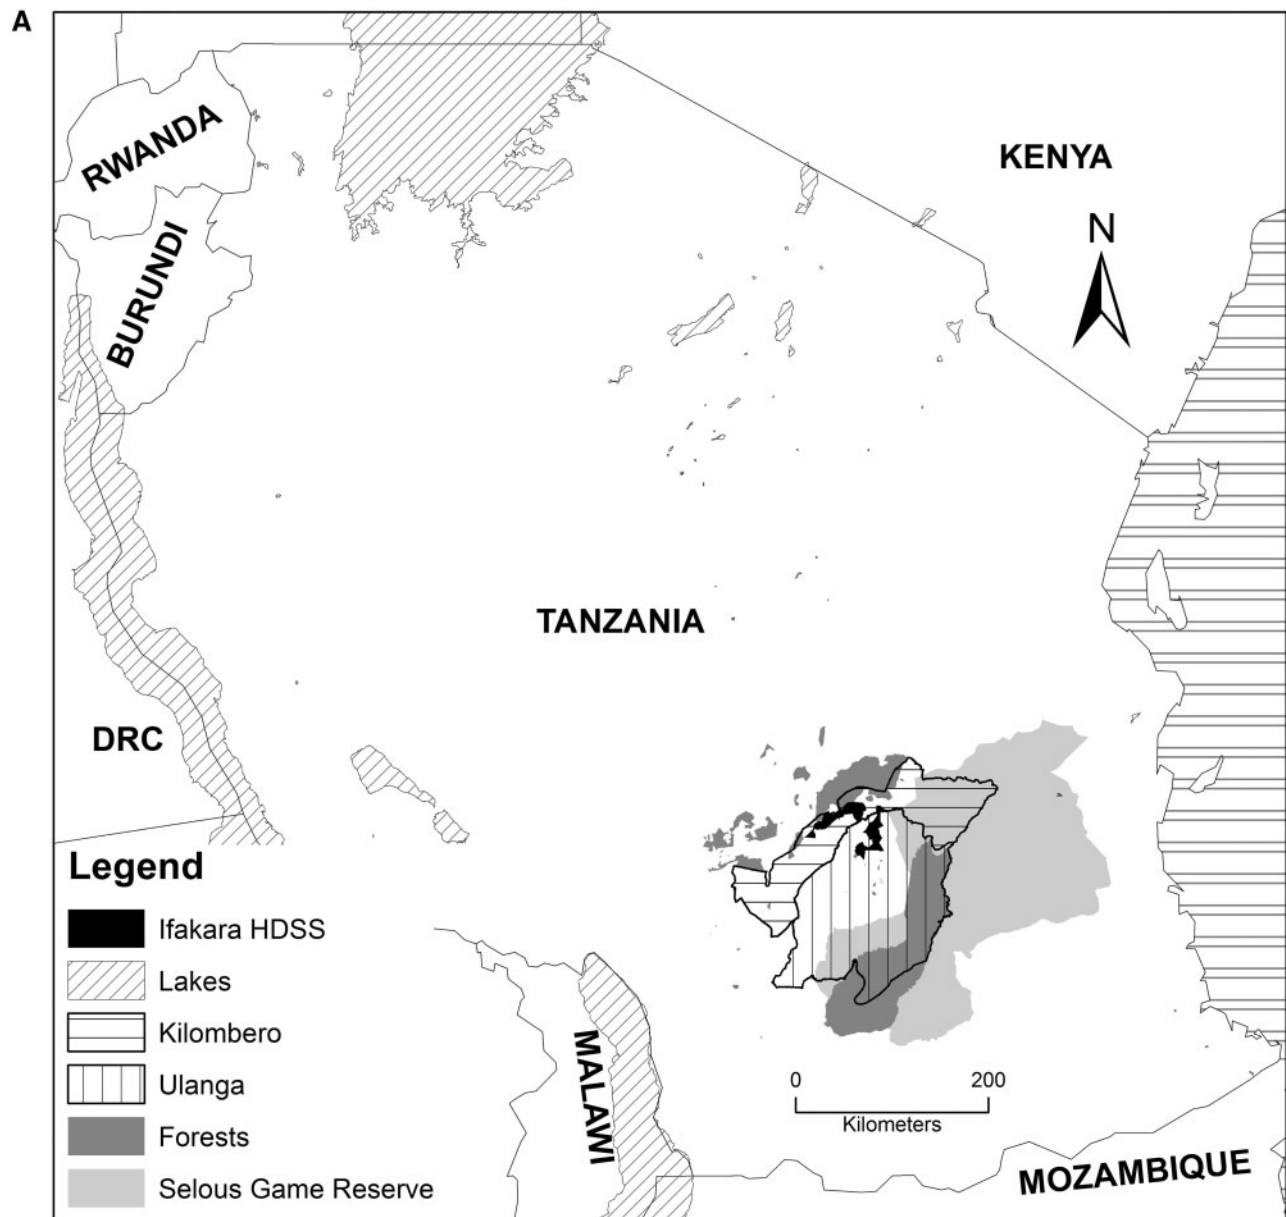 A
RWANDA
KENYA
N
BURUNDI
TANZANIA
DRC
Legend
Ifakara HDSS
Lakes
Kilombero
Ulanga
Forests
Selous Game Reserve
MALAWI
0 200
Kilometers
MOZAMBIQUE